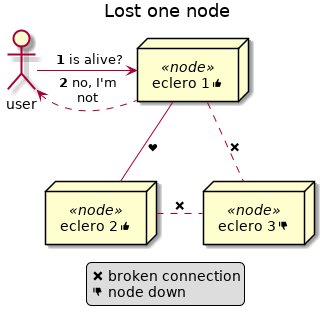 Lost one node
1 is alive?
2 no, I'm
not
user
«node»
eclero 1
«node»
eclero 2
«node»
eclero 3
broken connection
node down